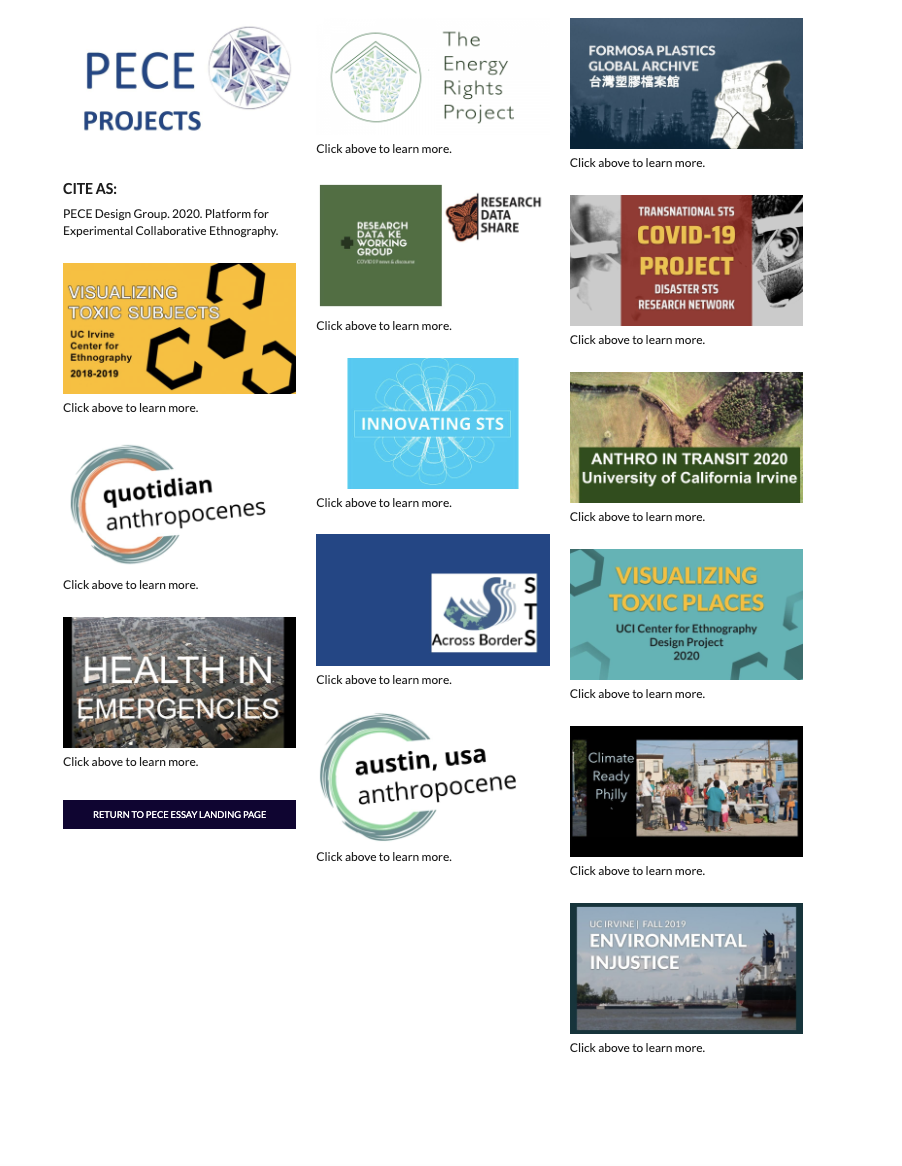 PECE
PROJECTS
CITE AS:
PECE Design Group. 2020. Platform for
Experimental Collaborative Ethnography.
VISUALIZING
TOXIC SUBJECTS
UC Irvine
Center for
Ethnography
2018-2019
Click above to learn more.
quotidian
anthropocenes
Click above to learn more.
HEALTH IN
EMERGENCIES
Click above to learn more.
RETURN TO PECE ESSAY LANDING PAGE
The
Energy
Rights
Project
Click above to learn more.
RESEARCH
DATA KE
WORKING
GROUP
COVID19 news & discourse
RESEARCH
DATA
SHARE
Click above to learn more.
INNOVATING STS
Click above to learn more.
STS
Across Borders
Click above to learn more.
austin, usa
anthropocene
Click above to learn more.
FORMOSA PLASTICS
GLOBAL ARCHIVE
台灣塑膠檔案館
Click above to learn more.
TRANSNATIONAL STS
COVID-19
PROJECT
DISASTER STS
RESEARCH NETWORK
Click above to learn more.
ANTHRO IN TRANSIT 2020
University of California Irvine
Click above to learn more.
VISUALIZING
TOXIC PLACES
UCI Center for Ethnography
Design Project
2020
Click above to learn more.
Climate
Ready
Philly
Click above to learn more.
UC IRVINE | FALL 2019
ENVIRONMENTAL
INJUSTICE
Click above to learn more.